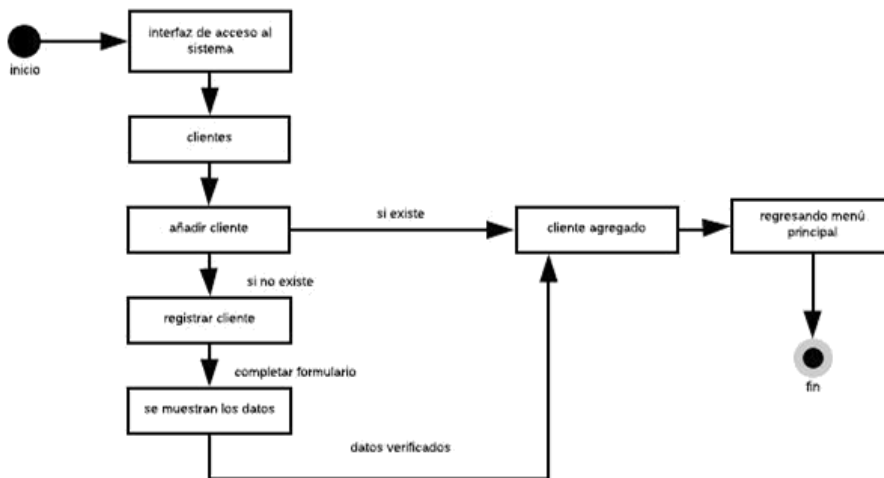 interfaz de acceso al
sistema
inicio
clientes
añadir cliente
si existe
cliente agregado
regresando menú
principal
si no existe
registrar cliente
completar formulario
se muestran los datos
datos verificados
fin